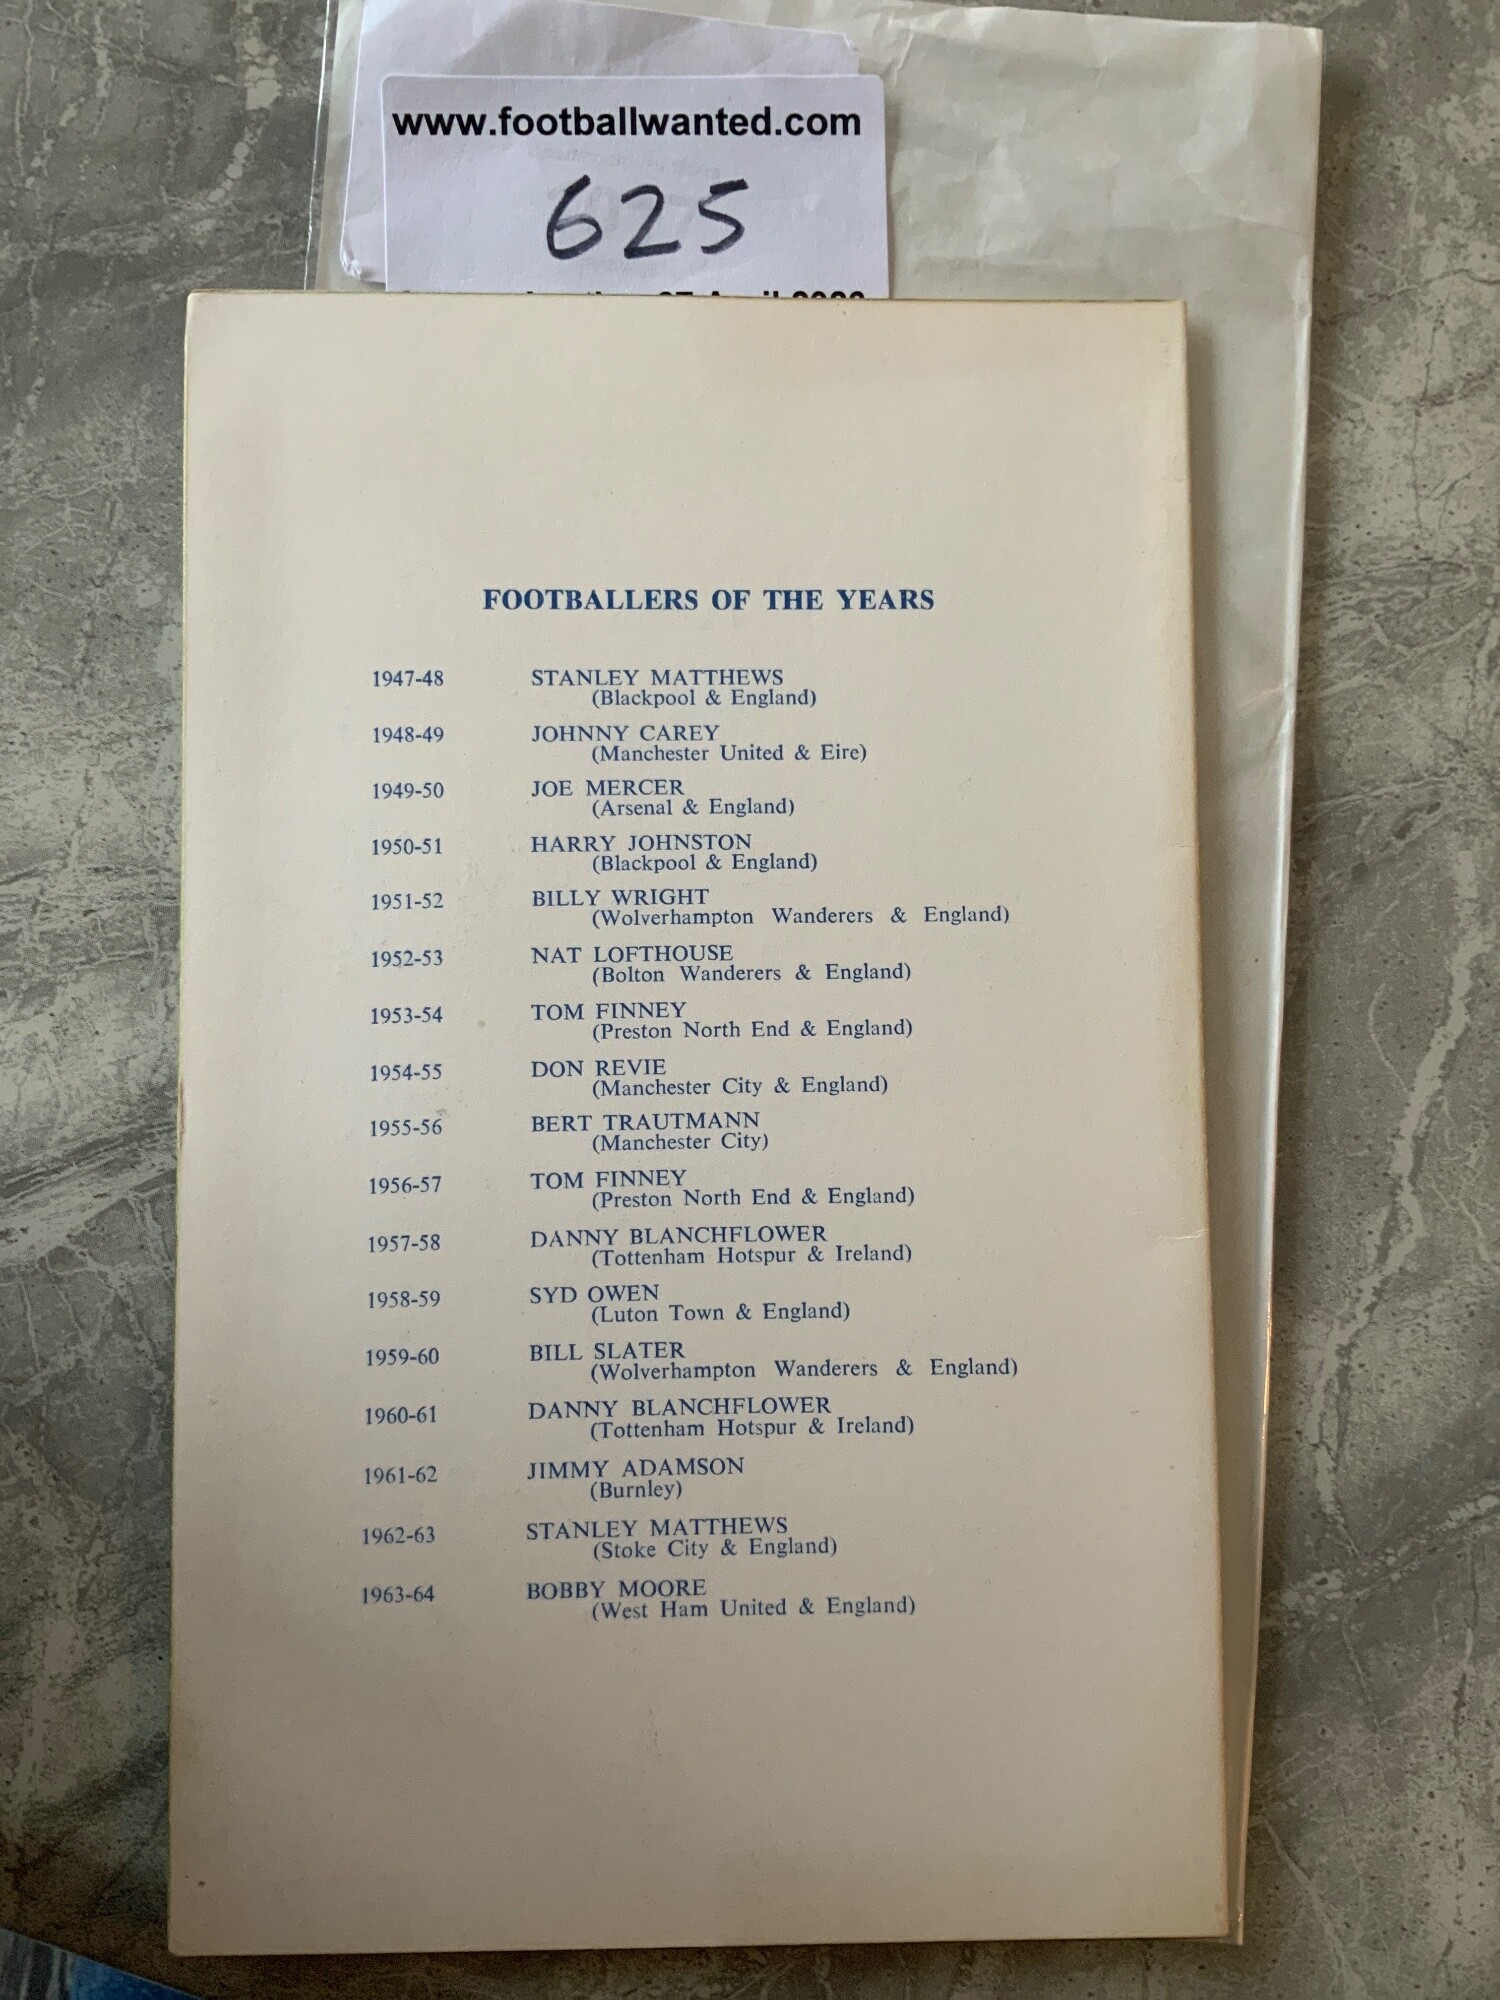 www.footballwanted.com
625
FOOTBALLERS OF THE YEARS
1947-48 STANLEY MATTHEWS
(Blackpool & England)
1948-49 JOHNNY CAREY
(Manchester United & Eire)
1949-50 JOE MERCER
(Arsenal & England)
1950-51 HARRY JOHNSTON
(Blackpool & England)
1951-52 BILLY WRIGHT
(Wolverhampton Wanderers & England)
1952-53 NAT LOFTHOUSE
(Bolton Wanderers & England)
1953-54 TOM FINNEY
(Preston North End & England)
1954-55 DON REVIE
(Manchester City & England)
1955-56 BERT TRAUTMANN
(Manchester City)
1956-57 TOM FINNEY
(Preston North End & England)
1957-58 DANNY BLANCHFLOWER
(Tottenham Hotspur & Ireland)
1958-59 SYD OWEN
(Luton Town & England)
1959-60 BILL SLATER
(Wolverhampton Wanderers & England)
1960-61 DANNY BLANCHFLOWER
(Tottenham Hotspur & Ireland)
1961-62 JIMMY ADAMSON
(Burnley)
1962-63 STANLEY MATTHEWS
(Stoke City & England)
1963-64 BOBBY MOORE
(West Ham United & England)